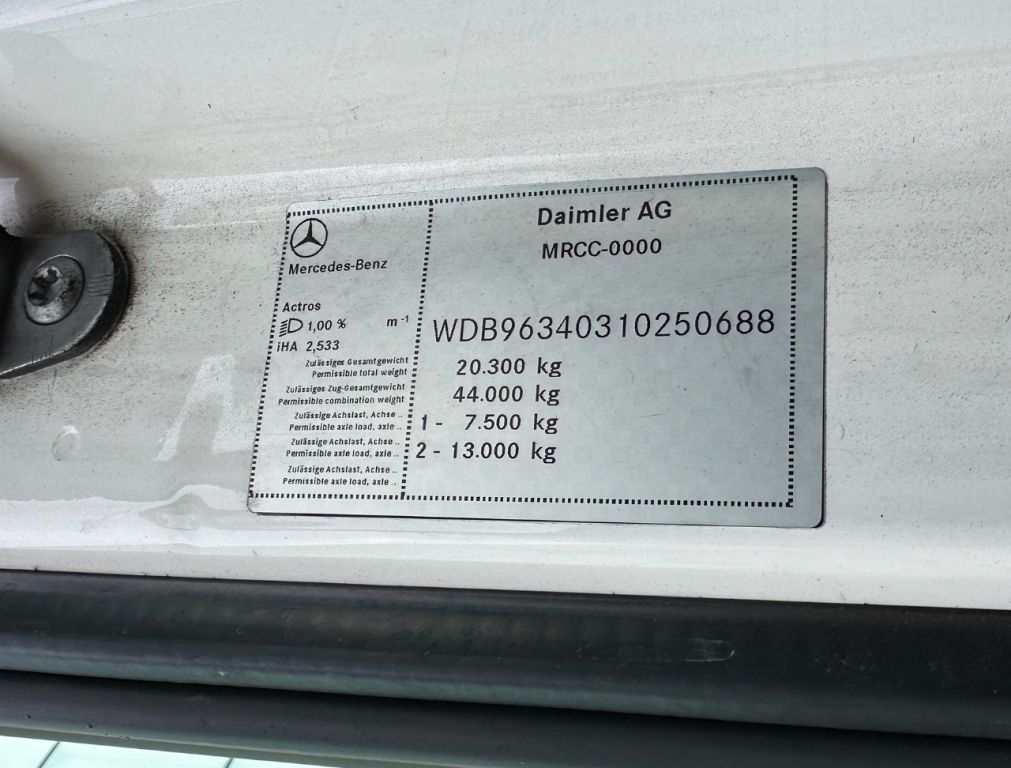 Mercedes-Benz
Daimler AG
MRCC-0000
Actros
1,00 % m⁻¹
iHA 2,533
WDB96340310250688
Zulässiges Gesamtgewicht
Permissible total weight
20.300 kg
Zulässiges Zug-Gesamtgewicht
Permissible combination weight
44.000 kg
Zulässige Achslast, Achse ..
Permissible axle load, axle ..
1 - 7.500 kg
Zulässige Achslast, Achse ..
Permissible axle load, axle ..
2 - 13.000 kg
Zulässige Achslast, Achse ..
Permissible axle load, axle ..